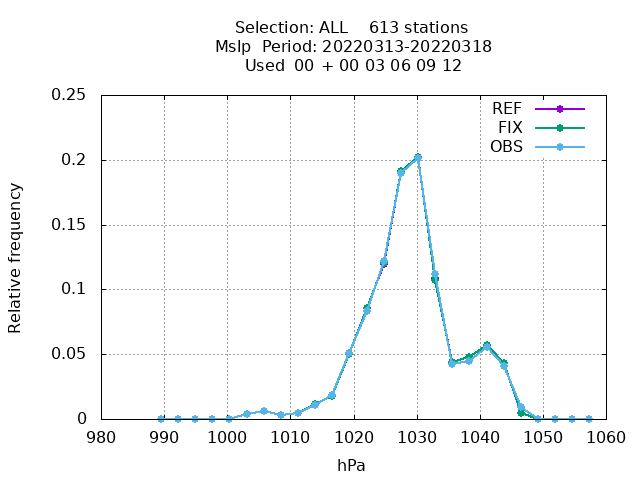 Selection: ALL    613 stations
Mslp  Period: 20220313-20220318
Used  00 + 00 03 06 09 12
0.25
0.2
0.15
0.1
0.05
0
Relative frequency
REF
FIX
OBS
980 990 1000 1010 1020 1030 1040 1050 1060
hPa